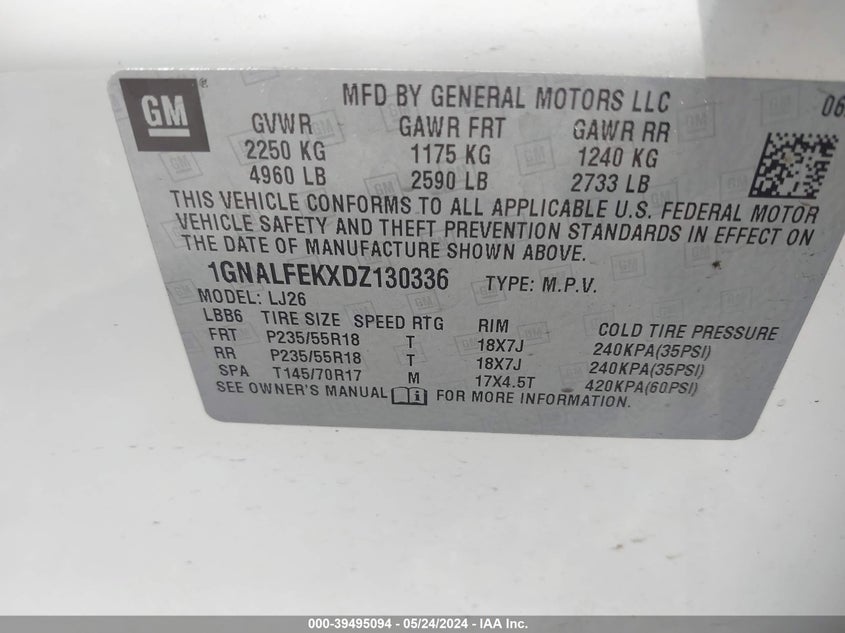 GM®
MFD BY GENERAL MOTORS LLC 06
GVWR GAWR FRT GAWR RR
2250 KG 1175 KG 1240 KG
4960 LB 2590 LB 2733 LB
THIS VEHICLE CONFORMS TO ALL APPLICABLE U.S. FEDERAL MOTOR
VEHICLE SAFETY AND THEFT PREVENTION STANDARDS IN EFFECT ON
THE DATE OF MANUFACTURE SHOWN ABOVE.
1GNALFEKXDZ130336 TYPE: M.P.V.
MODEL: LJ26
LBB6 TIRE SIZE SPEED RTG RIM COLD TIRE PRESSURE
FRT P235/55R18 T 18X7J 240KPA(35PSI)
RR P235/55R18 T 18X7J 240KPA(35PSI)
SPA T145/70R17 M 17X4.5T 420KPA(60PSI)
SEE OWNER'S MANUAL i FOR MORE INFORMATION.
000-39495094 - 05/24/2024 - IAA Inc.